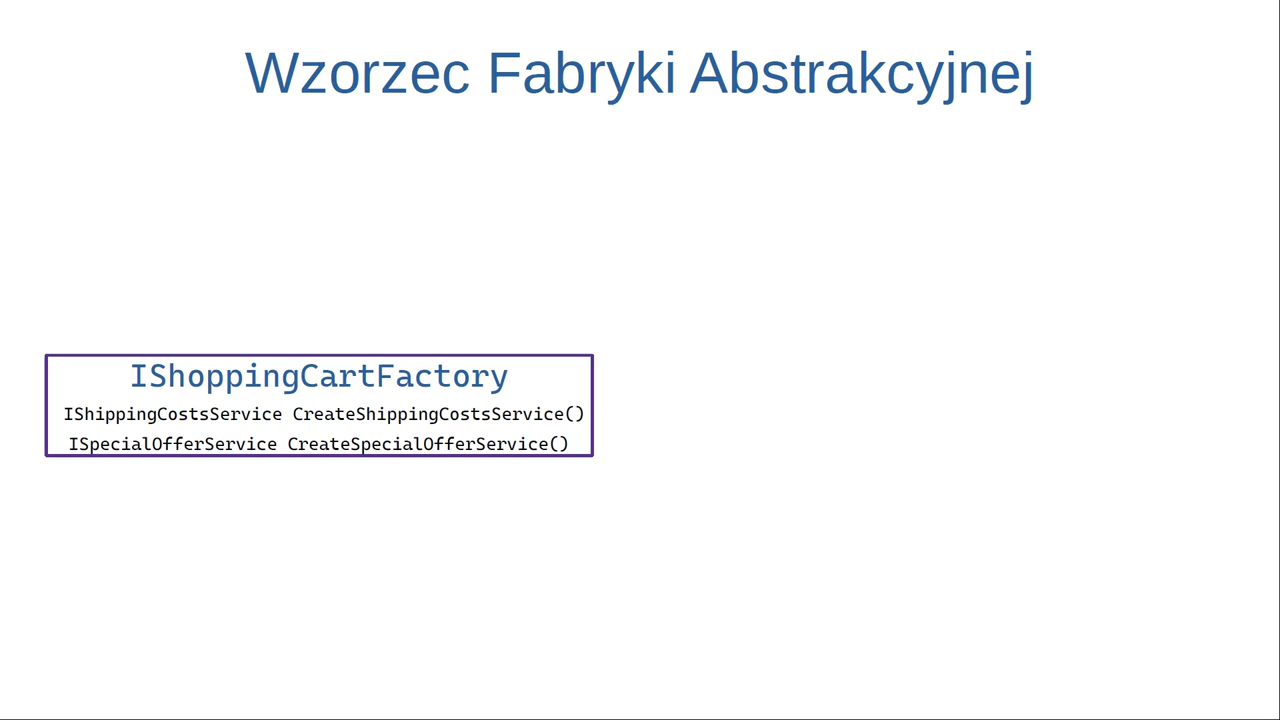 Wzorzec Fabryki Abstrakcyjnej
IShoppingCartFactory
IShippingCostsService CreateShippingCostsService()
ISpecialOfferService CreateSpecialOfferService()